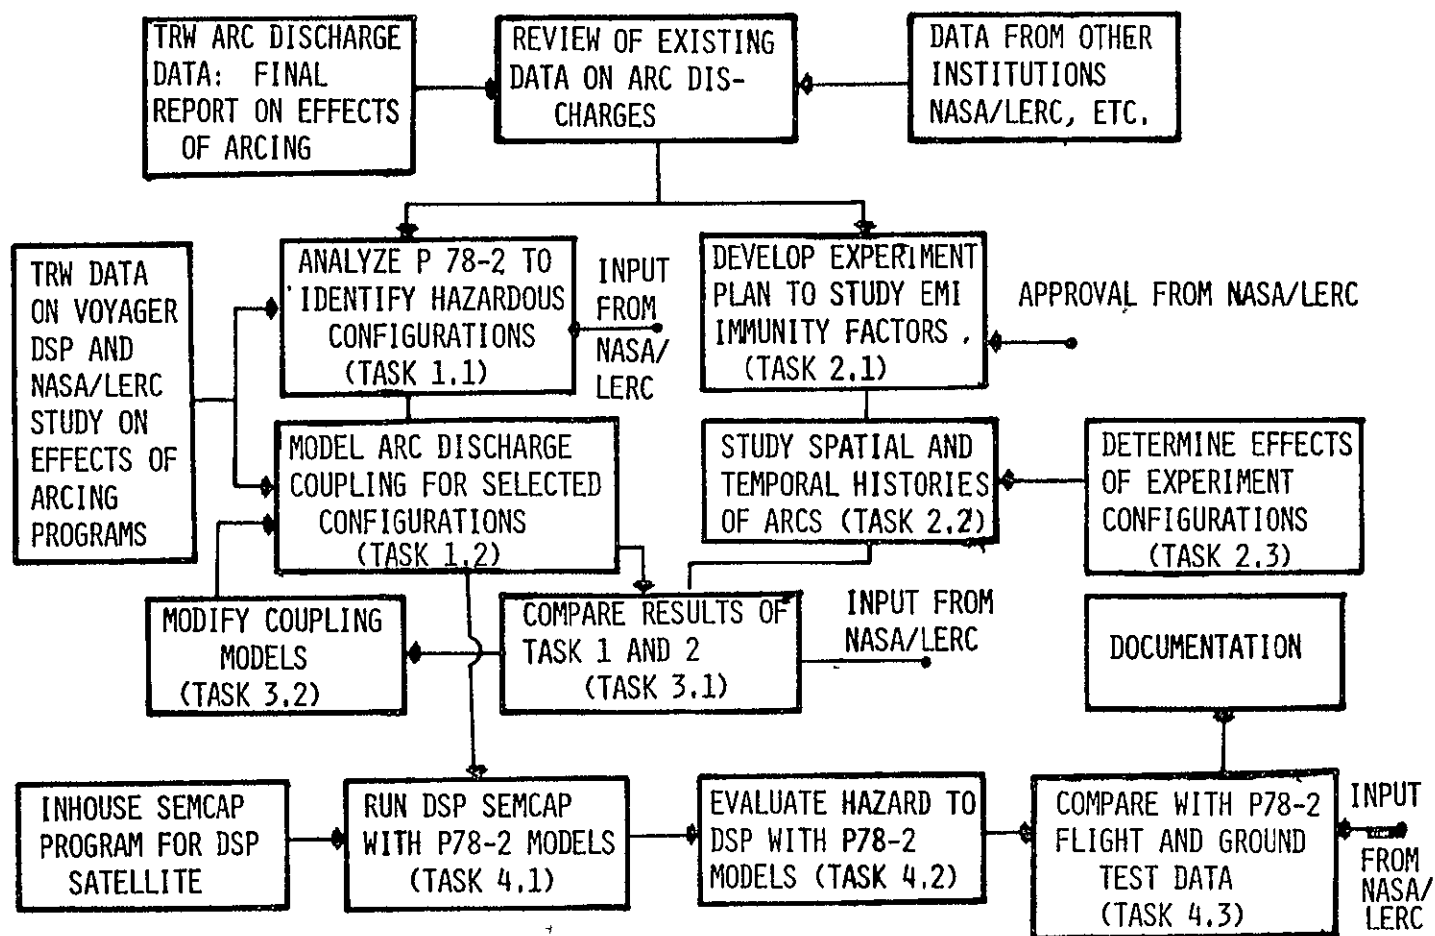 TRW ARC DISCHARGE
DATA: FINAL
REPORT ON EFFECTS
OF ARCING
REVIEW OF EXISTING
DATA ON ARC DIS-
CHARGES
DATA FROM OTHER
INSTITUTIONS
NASA/LERC, ETC.
TRW DATA
ON VOYAGER
DSP AND
NASA/LERC
STUDY ON
EFFECTS OF
ARCING
PROGRAMS
ANALYZE P 78-2 TO
IDENTIFY HAZARDOUS
CONFIGURATIONS
(TASK 1.1)
INPUT
FROM
NASA/
LERC
DEVELOP EXPERIMENT
PLAN TO STUDY EMI
IMMUNITY FACTORS .
(TASK 2.1)
APPROVAL FROM NASA/LERC
MODEL ARC DISCHARGE
COUPLING FOR SELECTED
CONFIGURATIONS
(TASK 1.2)
STUDY SPATIAL AND
TEMPORAL HISTORIES
OF ARCS (TASK 2.2)
DETERMINE EFFECTS
OF EXPERIMENT
CONFIGURATIONS
(TASK 2.3)
MODIFY COUPLING
MODELS
(TASK 3.2)
COMPARE RESULTS OF
TASK 1 AND 2
(TASK 3.1)
INPUT FROM
NASA/LERC
DOCUMENTATION
INHOUSE SEMCAP
PROGRAM FOR DSP
SATELLITE
RUN DSP SEMCAP
WITH P78-2 MODELS
(TASK 4.1)
EVALUATE HAZARD TO
DSP WITH P78-2
MODELS (TASK 4.2)
COMPARE WITH P78-2
FLIGHT AND GROUND
TEST DATA
(TASK 4.3)
INPUT
FROM
NASA/
LERC